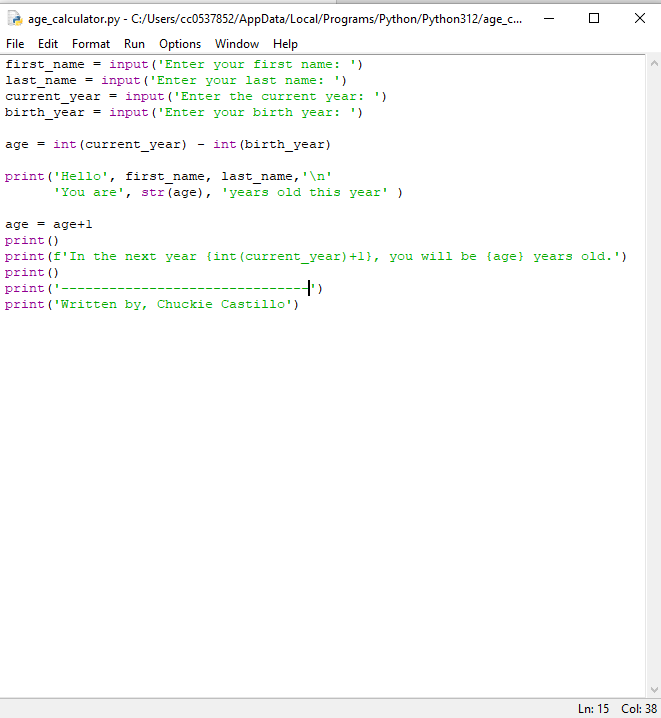 age_calculator.py - C:/Users/cc0537852/AppData/Local/Programs/Python/Python312/age_c...
File Edit Format Run Options Window Help
first_name = input('Enter your first name: ')
last_name = input('Enter your last name: ')
current_year = input('Enter the current year: ')
birth_year = input('Enter your birth year: ')
age = int(current_year) - int(birth_year)
print('Hello', first_name, last_name,'\n'
      'You are', str(age), 'years old this year' )
age = age+1
print()
print(f'In the next year {int(current_year)+1}, you will be {age} years old.')
print()
print('-------------------------------')
print('Written by, Chuckie Castillo')
Ln: 15 Col: 38